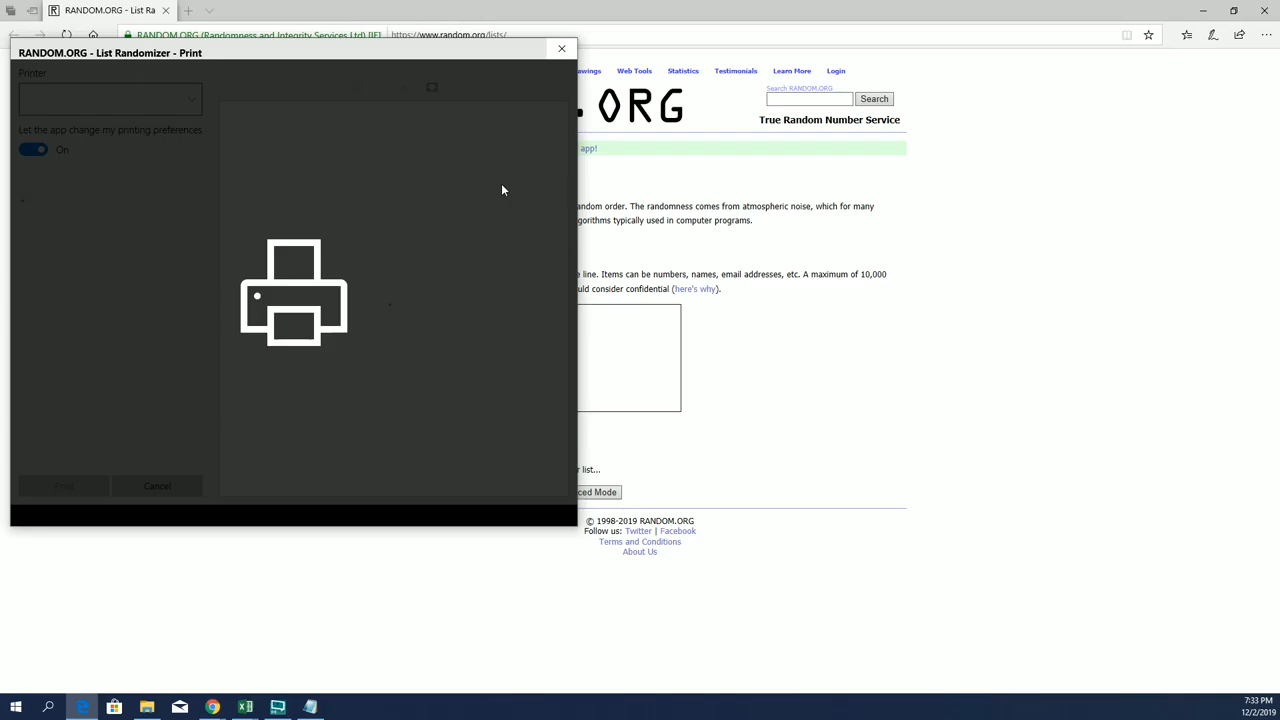 RANDOM.ORG - List Ra
RANDOM.ORG (Randomness and Integrity Services Ltd) [IE]
https://www.random.org/lists/
RANDOM.ORG - List Randomizer - Print
Printer
Let the app change my printing preferences
On
Print
Cancel
awings
Web Tools
Statistics
Testimonials
Learn More
Login
.ORG
Search RANDOM.ORG
Search
True Random Number Service
app!
andom order. The randomness comes from atmospheric noise, which for many
gorithms typically used in computer programs.
e line. Items can be numbers, names, email addresses, etc. A maximum of 10,000
uld consider confidential (here's why).
r list...
ced Mode
© 1998-2019 RANDOM.ORG
Follow us: Twitter | Facebook
Terms and Conditions
About Us
7:33 PM
12/2/2019